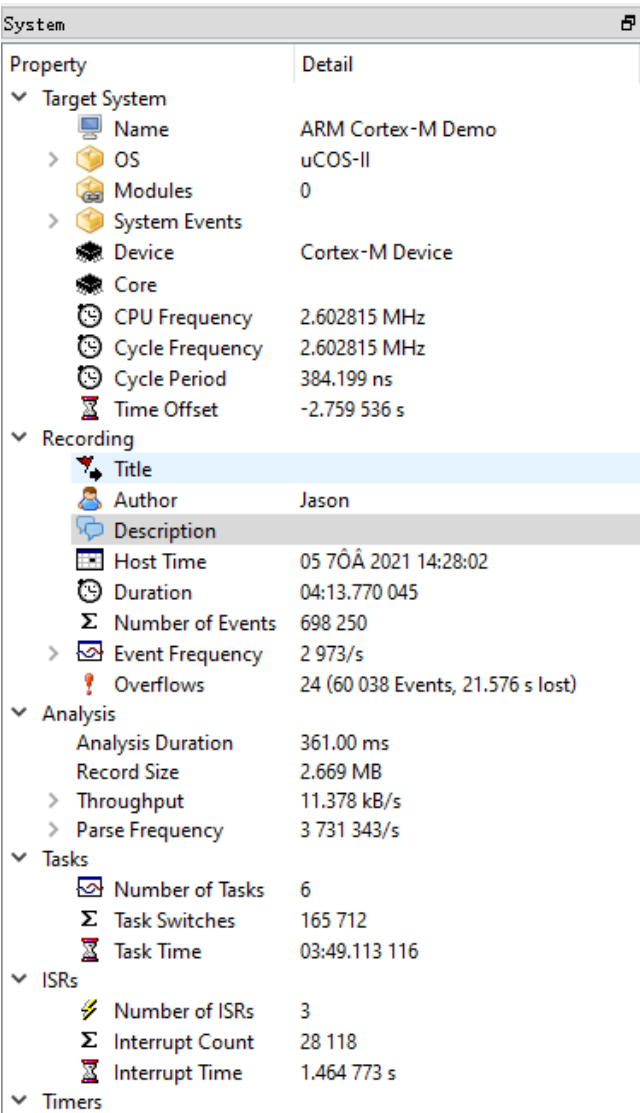 System
Property Detail
Target System
Name ARM Cortex-M Demo
OS uCOS-II
Modules 0
System Events
Device Cortex-M Device
Core
CPU Frequency 2.602815 MHz
Cycle Frequency 2.602815 MHz
Cycle Period 384.199 ns
Time Offset -2.759 536 s
Recording
Title
Author Jason
Description
Host Time 05 7ÔÂ 2021 14:28:02
Duration 04:13.770 045
Σ Number of Events 698 250
Event Frequency 2 973/s
Overflows 24 (60 038 Events, 21.576 s lost)
Analysis
Analysis Duration 361.00 ms
Record Size 2.669 MB
Throughput 11.378 kB/s
Parse Frequency 3 731 343/s
Tasks
Number of Tasks 6
Σ Task Switches 165 712
Task Time 03:49.113 116
ISRs
Number of ISRs 3
Σ Interrupt Count 28 118
Interrupt Time 1.464 773 s
Timers